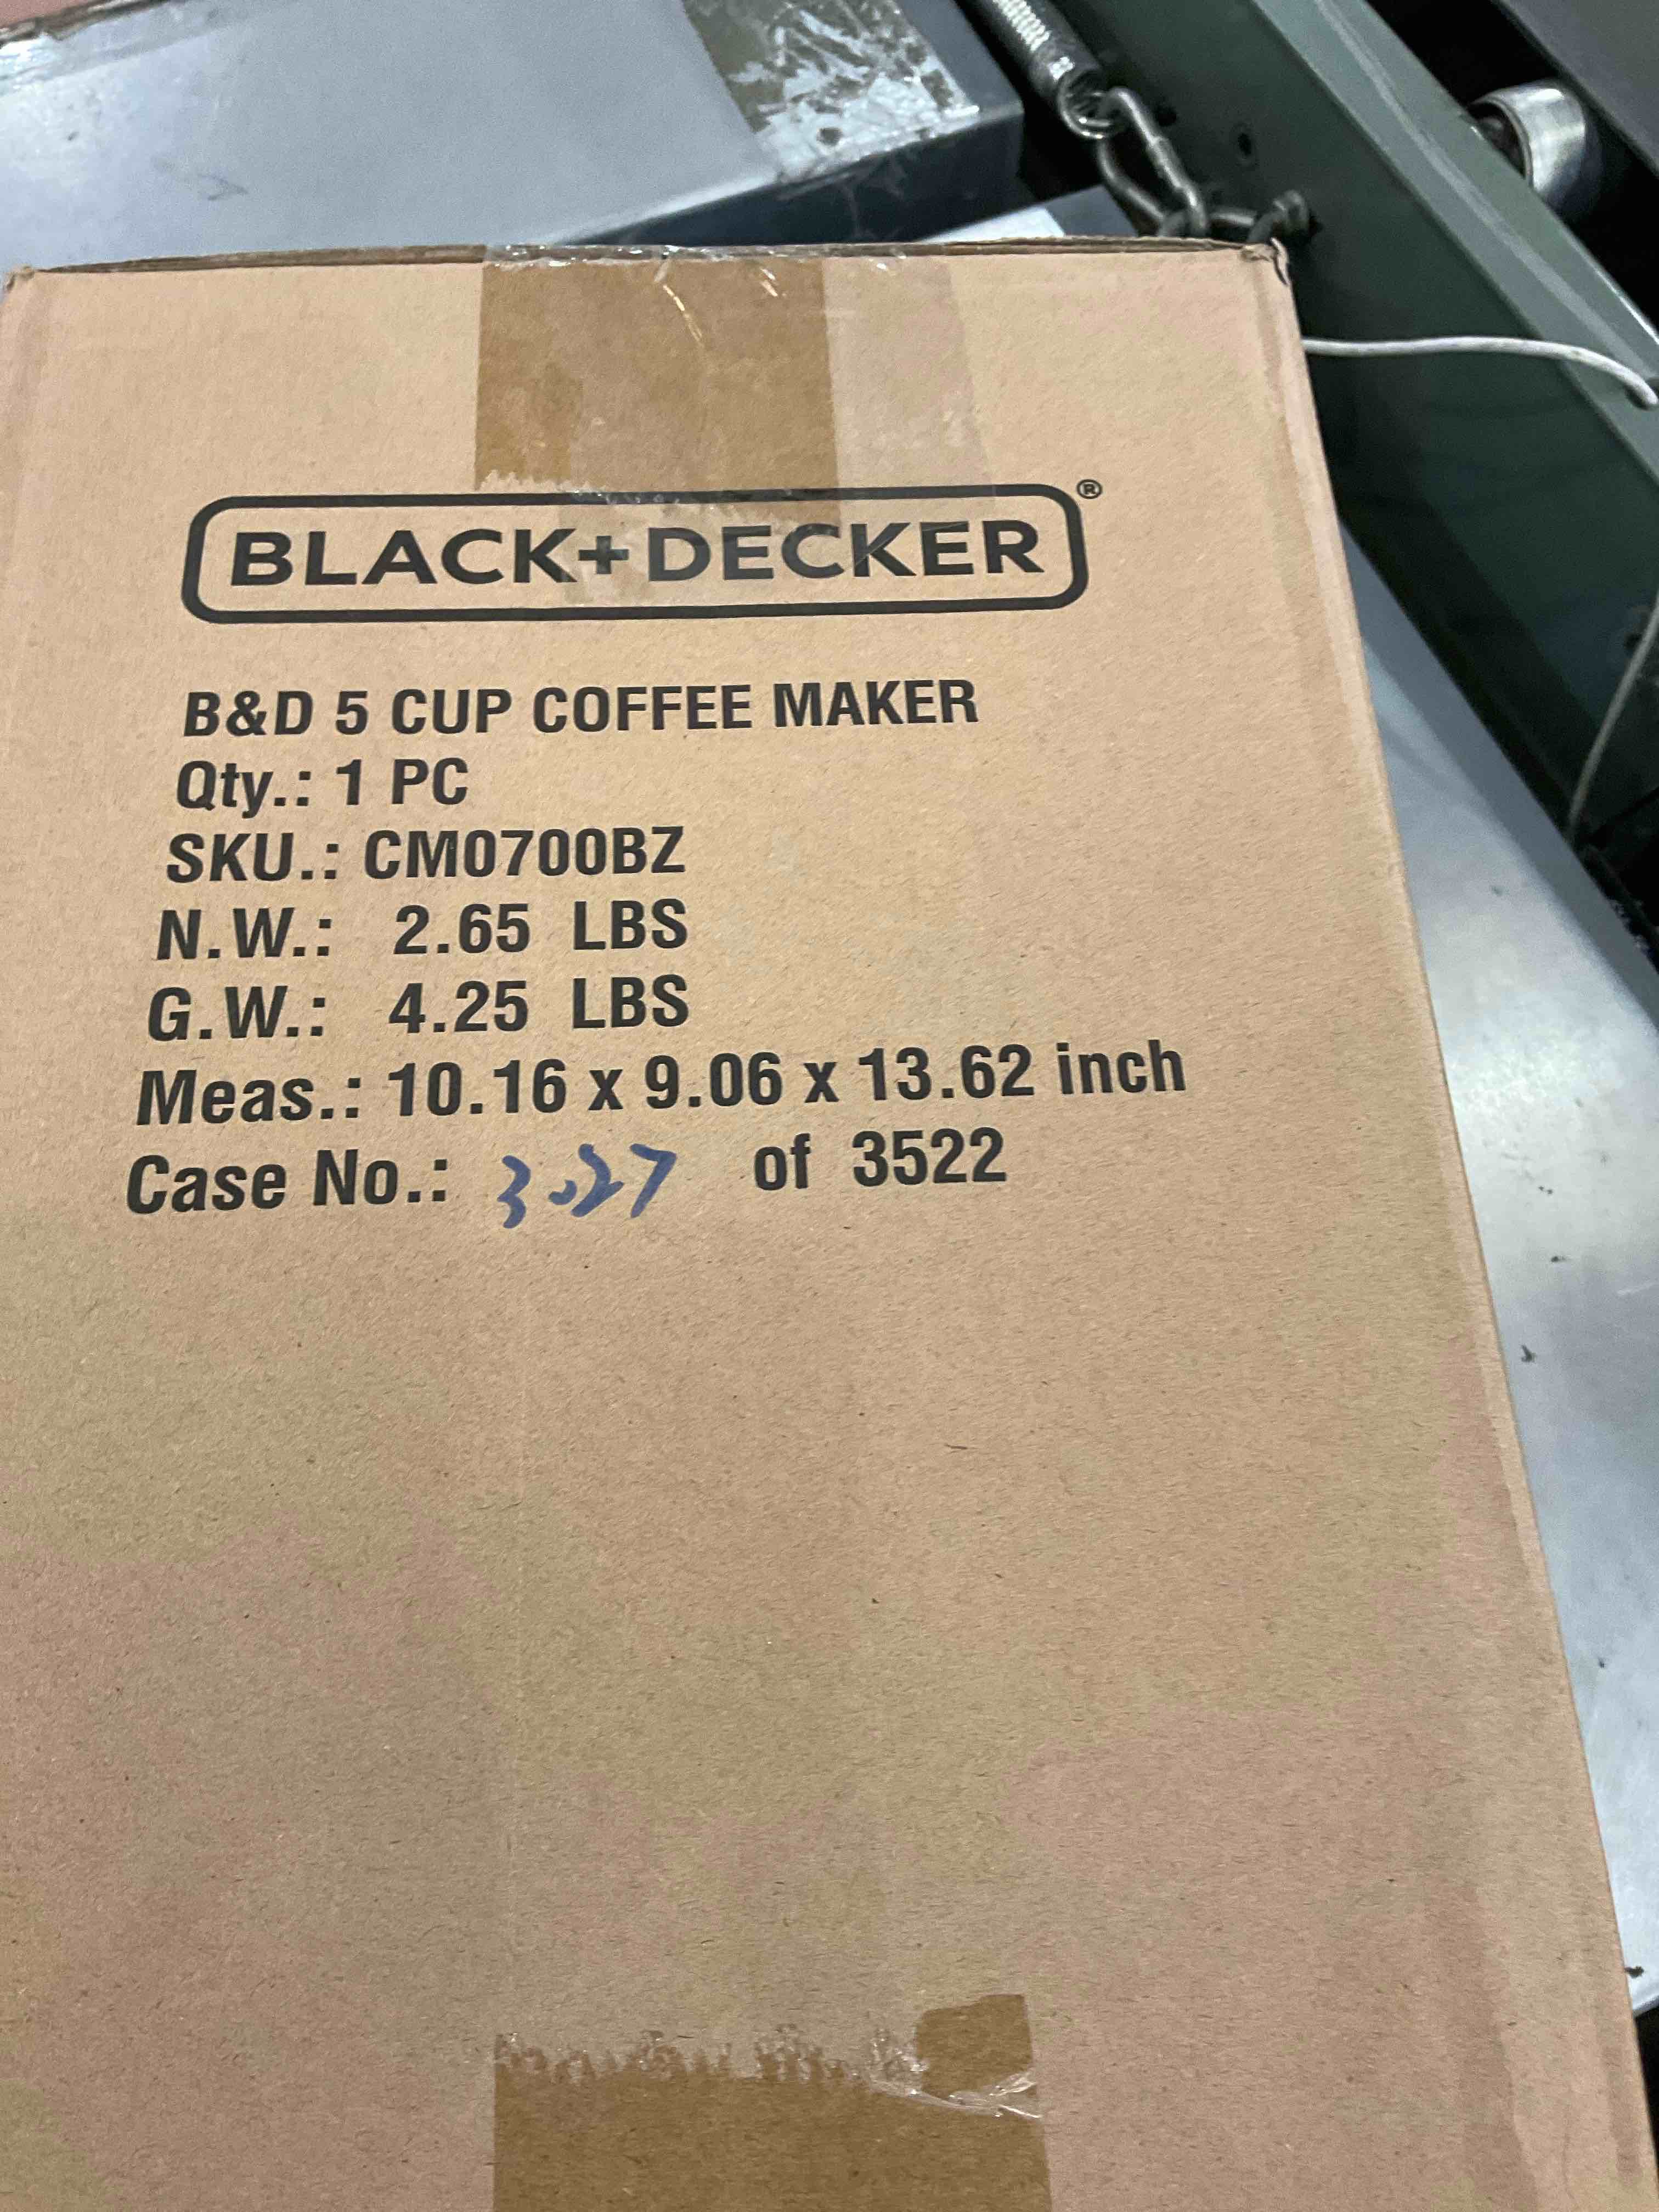 BLACK+DECKER®
B&D 5 CUP COFFEE MAKER
Qty.: 1 PC
SKU.: CM0700BZ
N.W.: 2.65 LBS
G.W.: 4.25 LBS
Meas.: 10.16 x 9.06 x 13.62 inch
Case No.: of 3522